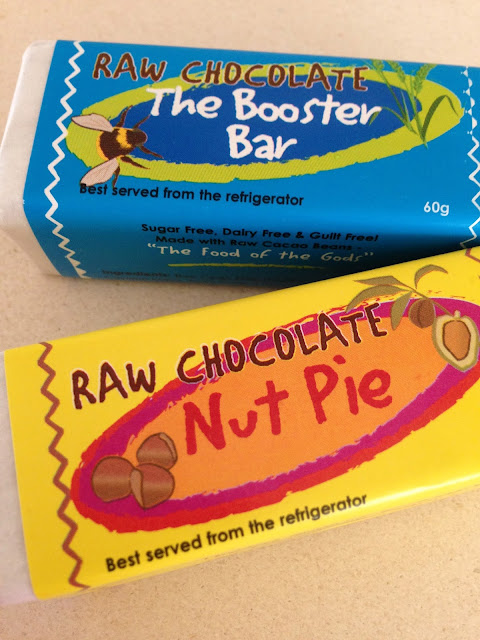 RAW CHOCOLATE
The Booster
Bar
Best served from the refrigerator
60g
Sugar Free, Dairy Free & Guilt Free!
Made with Raw Cacao Beans -
"The Food of the Gods"
Ingredients:
RAW CHOCOLATE
Nut Pie
Best served from the refrigerator